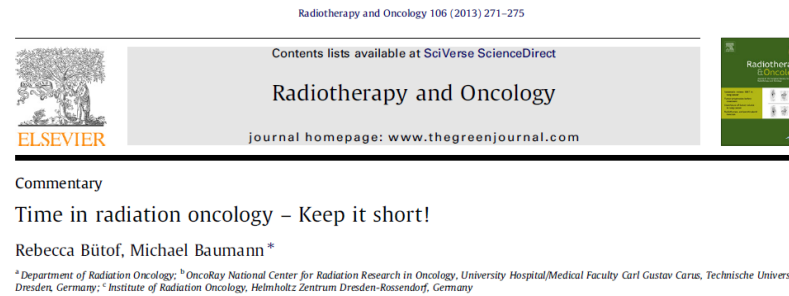 Radiotherapy and Oncology 106 (2013) 271–275
Contents lists available at SciVerse ScienceDirect
Radiotherapy and Oncology
journal homepage: www.thegreenjournal.com
ELSEVIER
Radiother
&Oncolo
Commentary
Time in radiation oncology – Keep it short!
Rebecca Bütof, Michael Baumann*
a Department of Radiation Oncology; b OncoRay National Center for Radiation Research in Oncology, University Hospital/Medical Faculty Carl Gustav Carus, Technische Univers
Dresden, Germany; c Institute of Radiation Oncology, Helmholtz Zentrum Dresden-Rossendorf, Germany